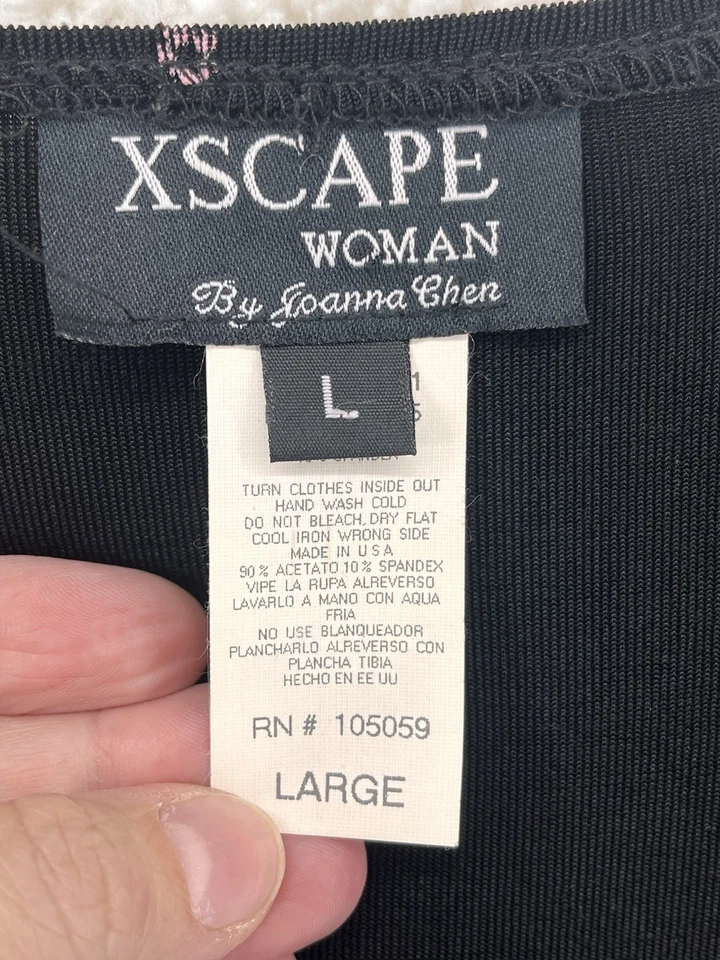 XSCAPE
WOMAN
By Joanna Chen
L
TURN CLOTHES INSIDE OUT
HAND WASH COLD
DO NOT BLEACH, DRY FLAT
COOL IRON WRONG SIDE
MADE IN U S A
90 % ACETATO 10 % SPANDEX
VIPE LA RUPA ALREVERSO
LAVARLO A MANO CON AQUA
FRIA
NO USE BLANQUEADOR
PLANCHARLO ALREVERSO CON
PLANCHA TIBIA
HECHO EN EE UU
RN # 105059
LARGE